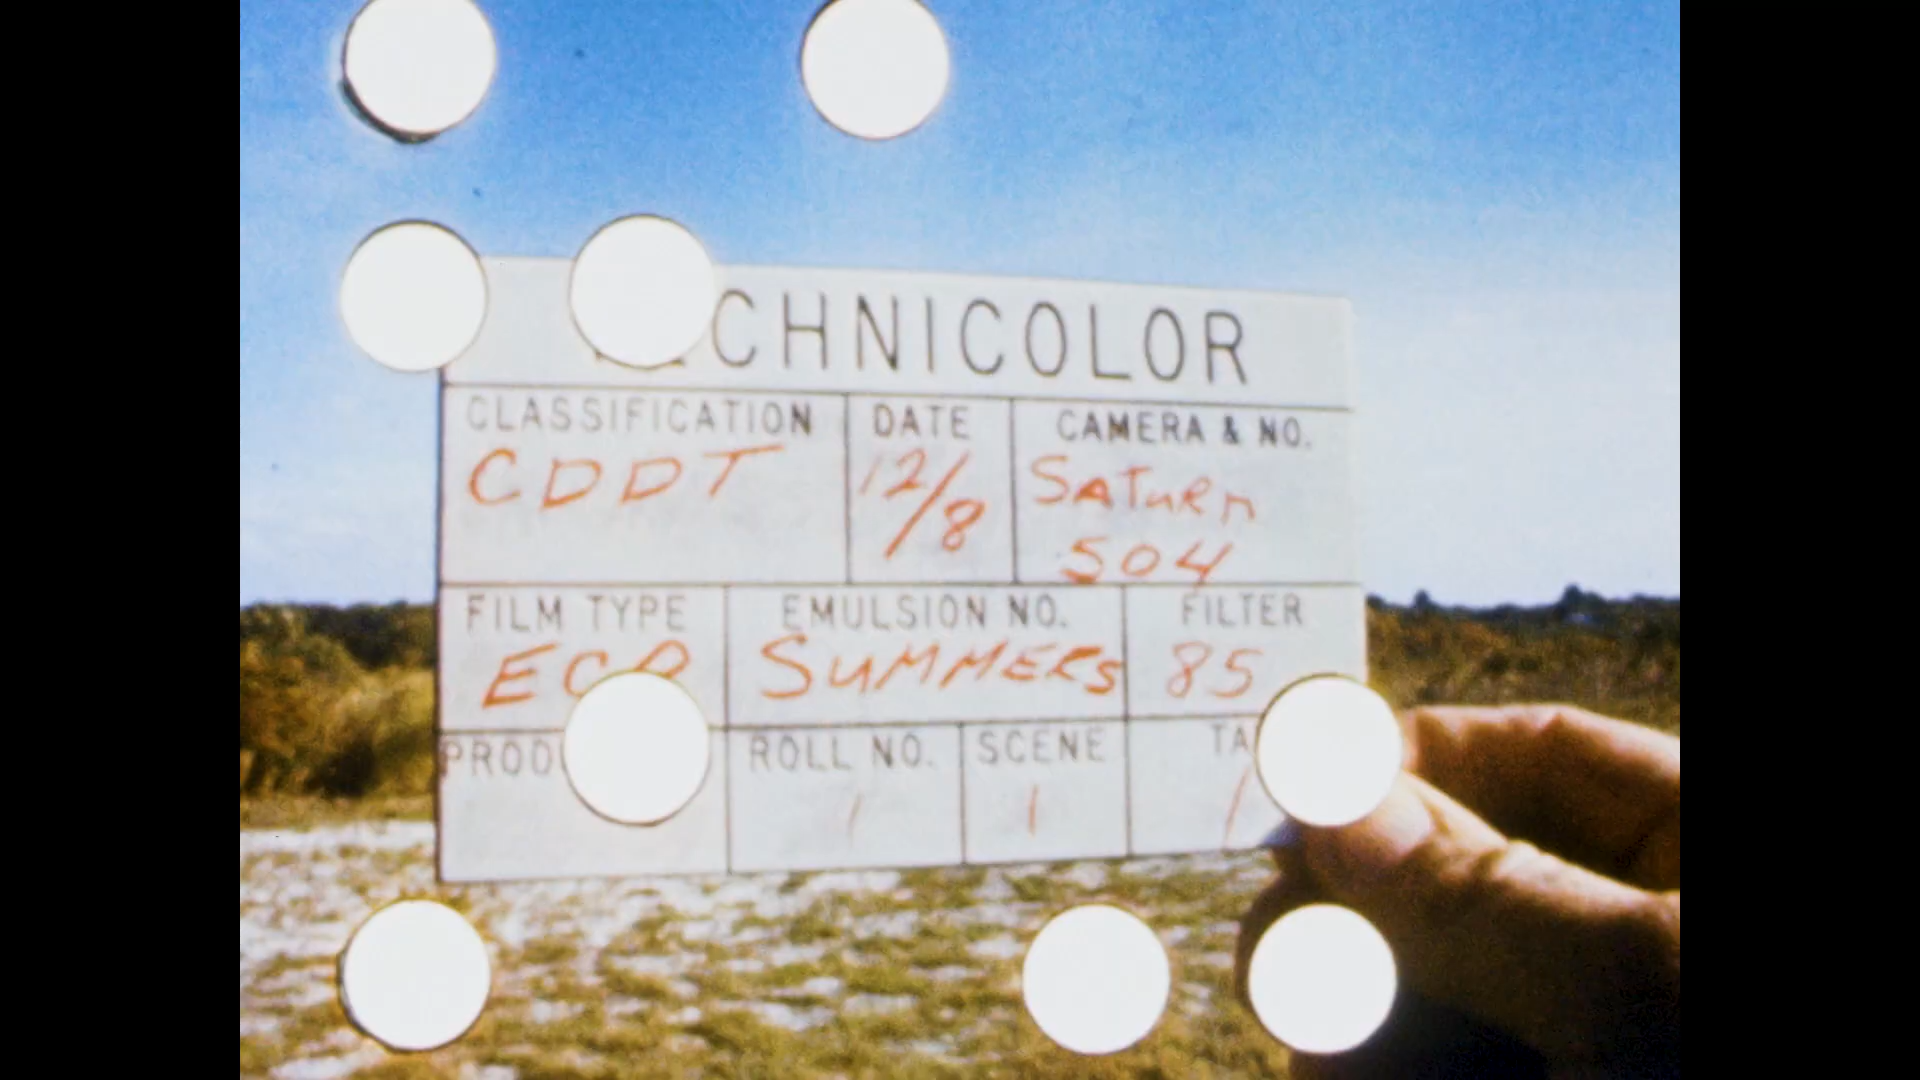 CHNICOLOR
CLASSIFICATION DATE CAMERA & NO.
CDDT 12/8 Saturn
504
FILM TYPE EMULSION NO. FILTER
SUMMERS 85
ROLL NO. SCENE
1 1 1